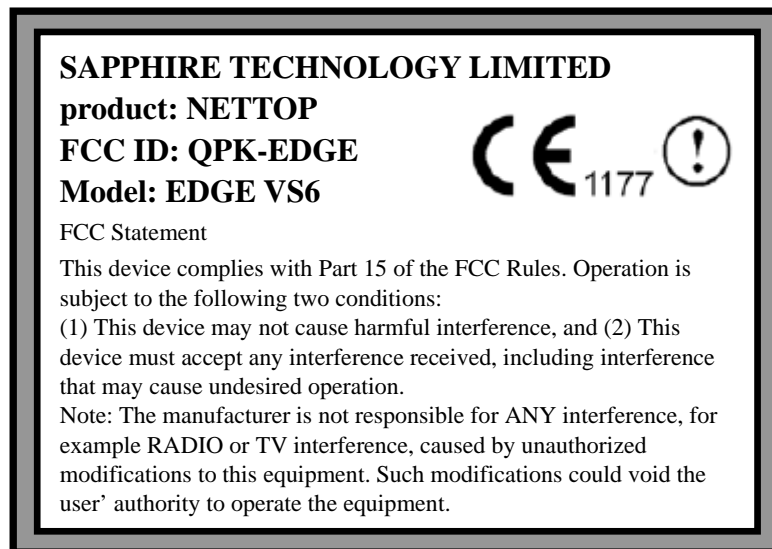 SAPPHIRE TECHNOLOGY LIMITED
product: NETTOP
FCC ID: QPK-EDGE
Model: EDGE VS6
CE 1177 !
FCC Statement
This device complies with Part 15 of the FCC Rules. Operation is
subject to the following two conditions:
(1) This device may not cause harmful interference, and (2) This
device must accept any interference received, including interference
that may cause undesired operation.
Note: The manufacturer is not responsible for ANY interference, for
example RADIO or TV interference, caused by unauthorized
modifications to this equipment. Such modifications could void the
user’ authority to operate the equipment.